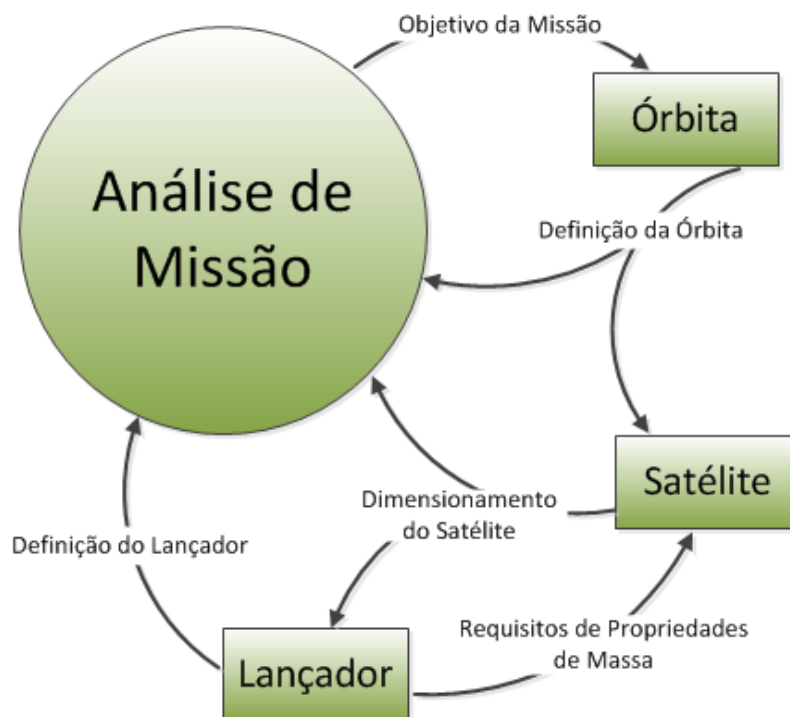 Objetivo da Missão
Órbita
Análise de
Missão
Definição da Órbita
Satélite
Dimensionamento
do Satélite
Definição do Lançador
Requisitos de Propriedades
de Massa
Lançador